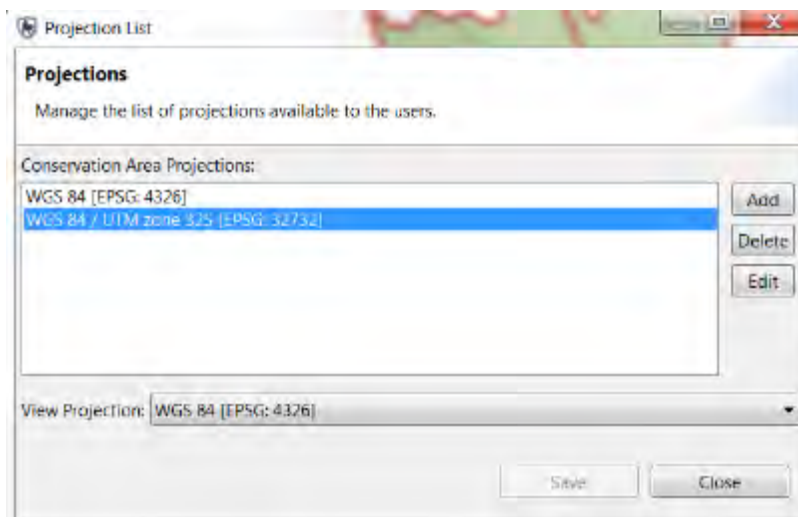 Projection List
Projections
Manage the list of projections available to the users.
Conservation Area Projections:
WGS 84 [EPSG: 4326]
WGS 84 / UTM zone 32S [EPSG: 32732]
Add
Delete
Edit
View Projection: WGS 84 [EPSG: 4326]
Save
Close